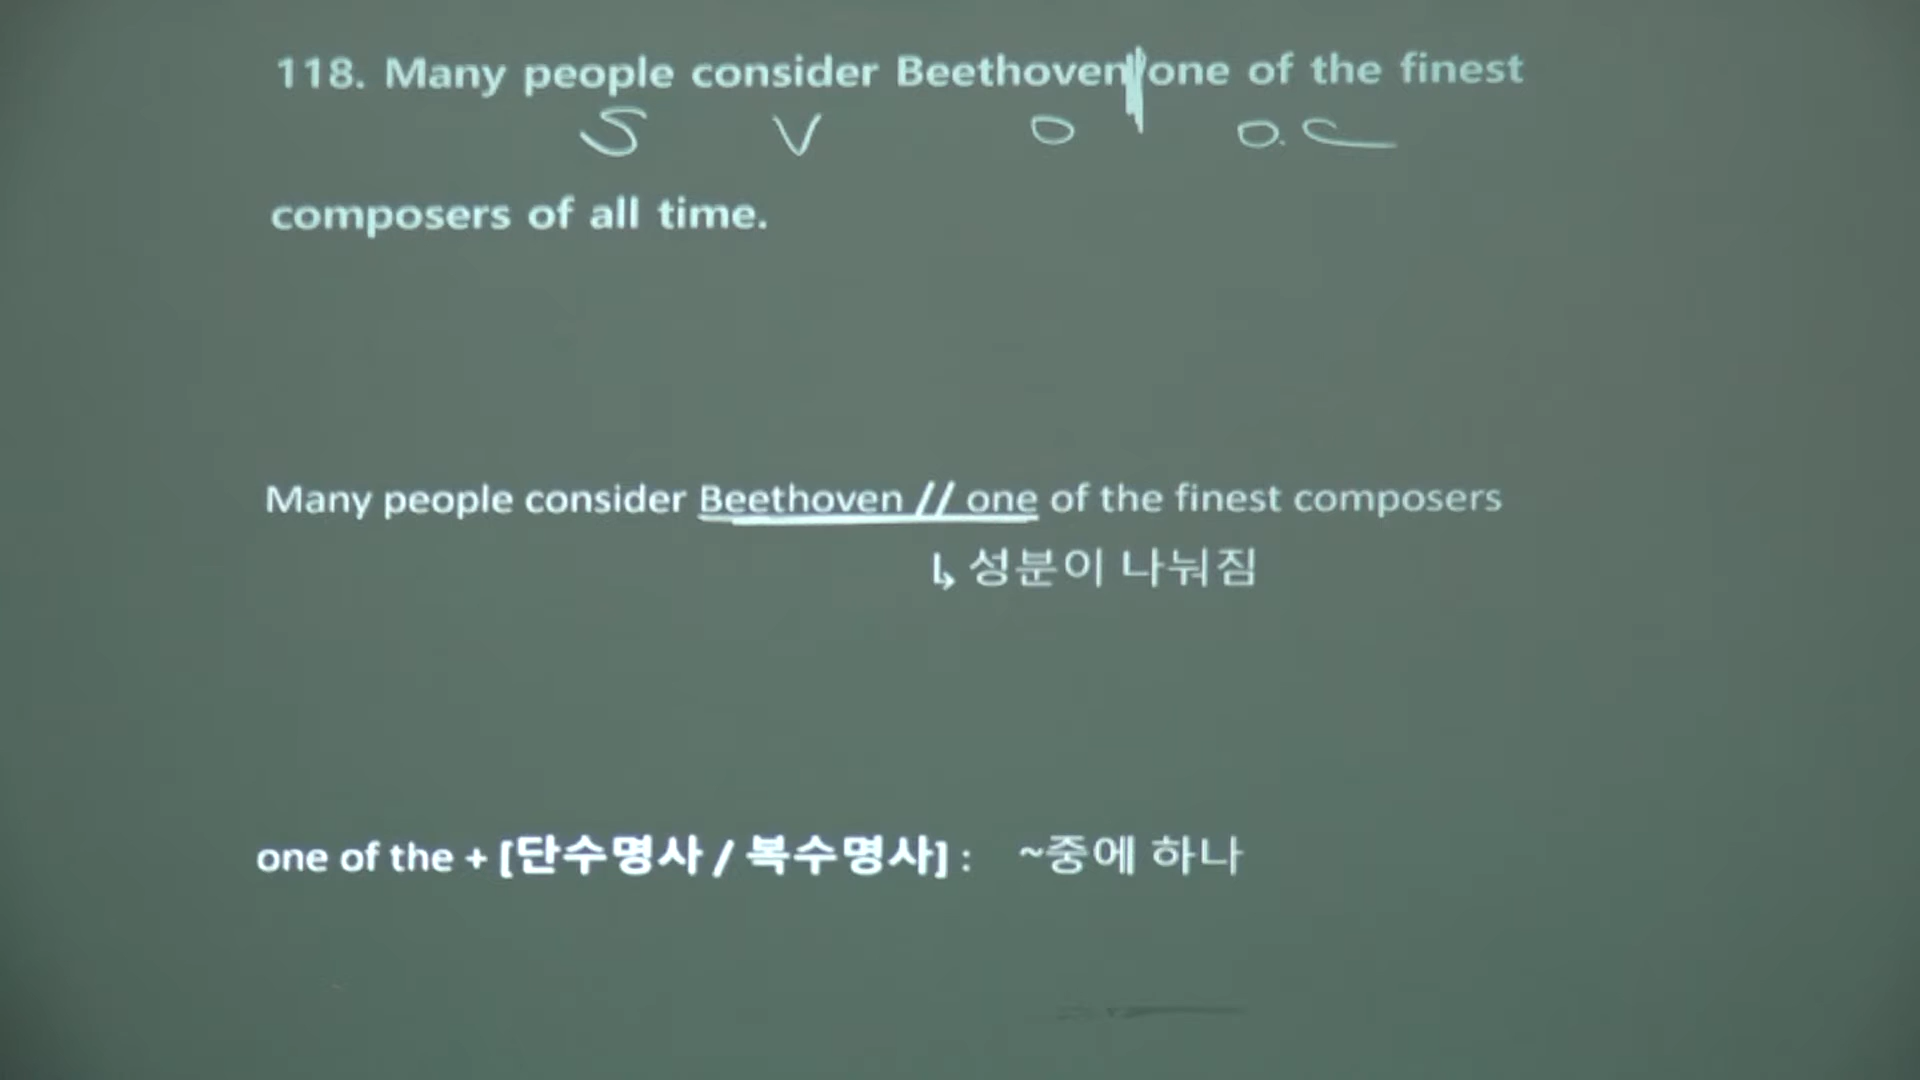 118. Many people consider Beethoven one of the finest
S V O O.C
composers of all time.
Many people consider Beethoven // one of the finest composers
↳ 성분이 나눠짐
one of the + [단수명사 / 복수명사] : ~중에 하나